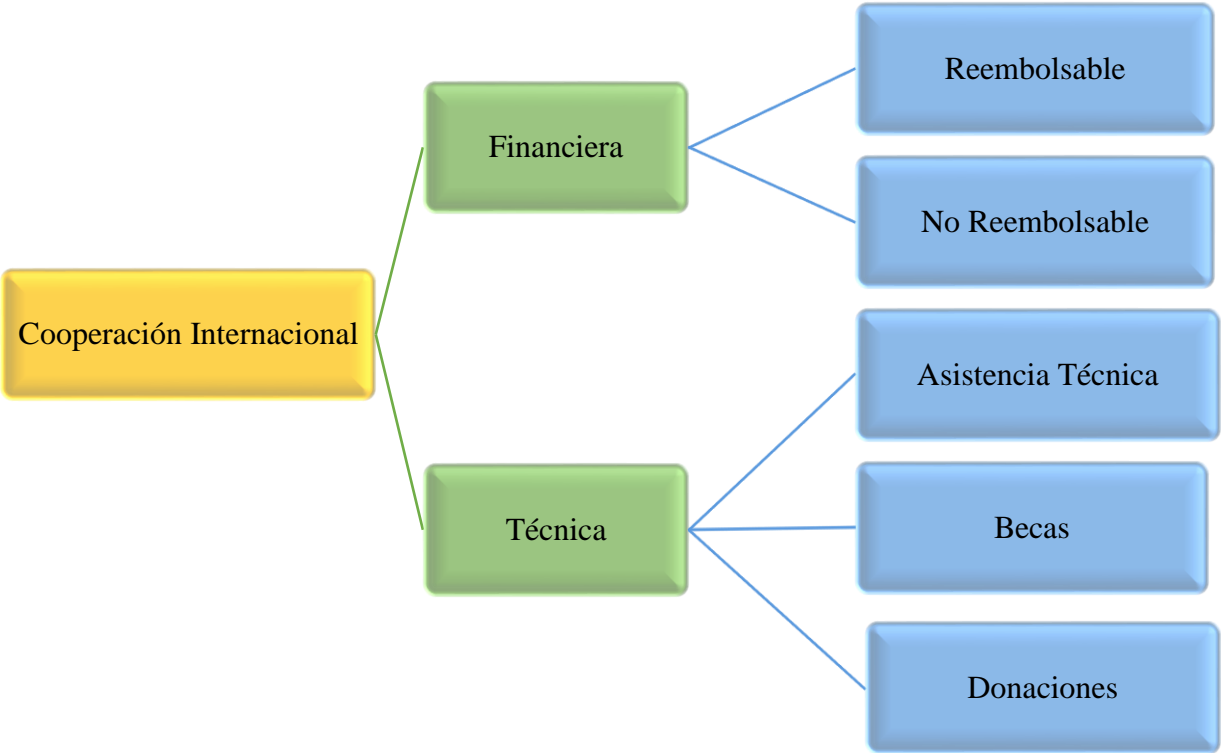 Cooperación Internacional
Financiera
Reembolsable
No Reembolsable
Técnica
Asistencia Técnica
Becas
Donaciones